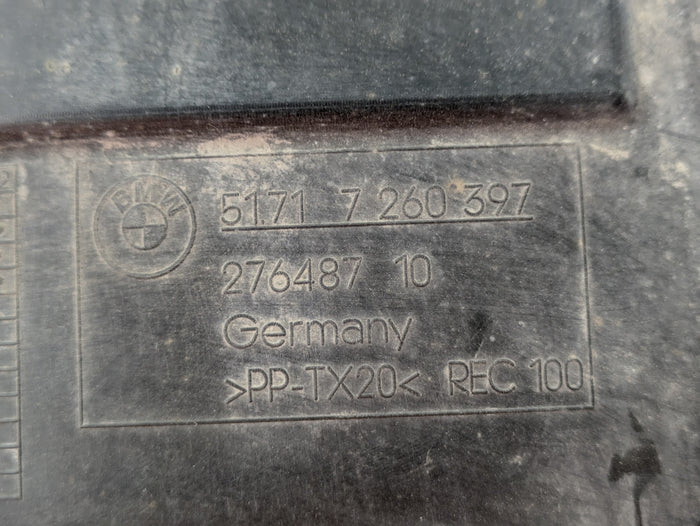 BMW
51.71 7 260 397
276487 10
Germany
>PP-TX20< REC 100